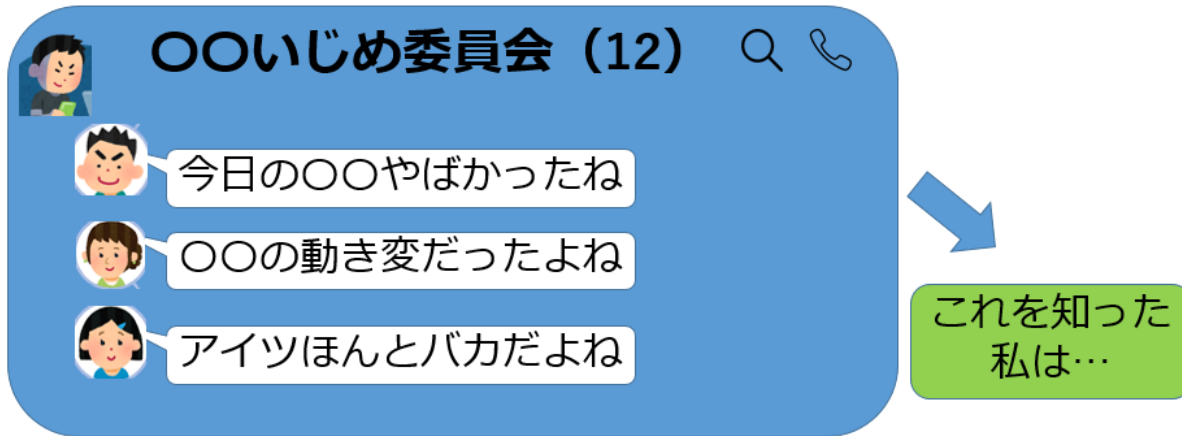 〇〇いじめ委員会（12）
今日の〇〇やばかったね
〇〇の動き変だったよね
アイツほんとバカだよね
これを知った
私は…